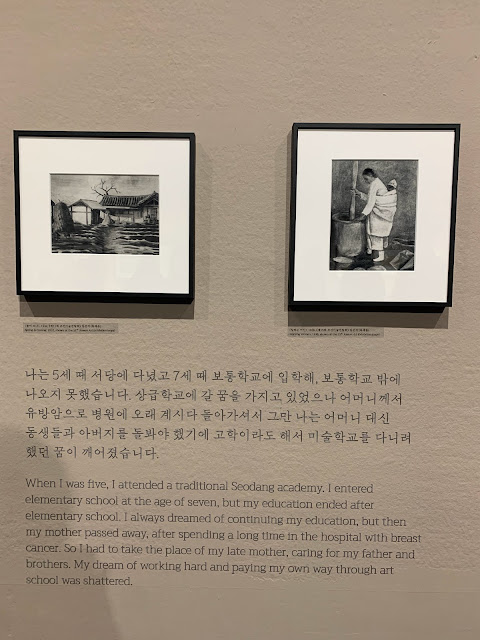 나는 5세 때 서당에 다녔고 7세 때 보통학교에 입학해, 보통학교 밖에
나오지 못했습니다. 상급학교에 갈 꿈을 가지고 있었으나 어머니께서
유방암으로 병원에 오래 계시다 돌아가셔서 그만 나는 어머니 대신
동생들과 아버지를 돌봐야 했기에 고학이라도 해서 미술학교를 다니려
했던 꿈이 깨어졌습니다.
When I was five, I attended a traditional Seodang academy. I entered
elementary school at the age of seven, but my education ended after
elementary school. I always dreamed of continuing my education, but then
my mother passed away, after spending a long time in the hospital with breast
cancer. So I had to take the place of my late mother, caring for my father and
brothers. My dream of working hard and paying my own way through art
school was shattered.